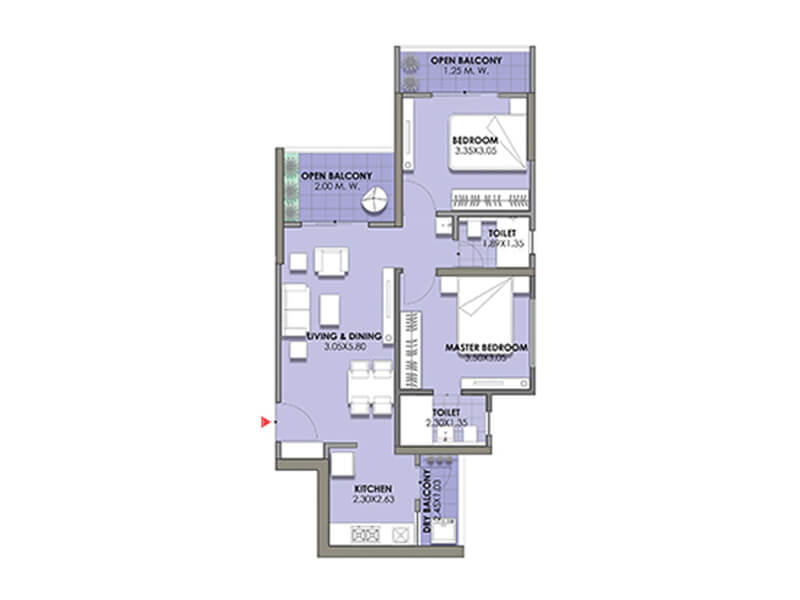 OPEN BALCONY
1.25 M. W.
BEDROOM
3.35X3.05
OPEN BALCONY
2.00 M. W.
TOILET
1.89X1.35
LIVING & DINING
3.05X5.80
MASTER BEDROOM
3.50X3.05
TOILET
2.30X1.35
KITCHEN
2.30X2.63
DRY BALCONY
2.45X1.03